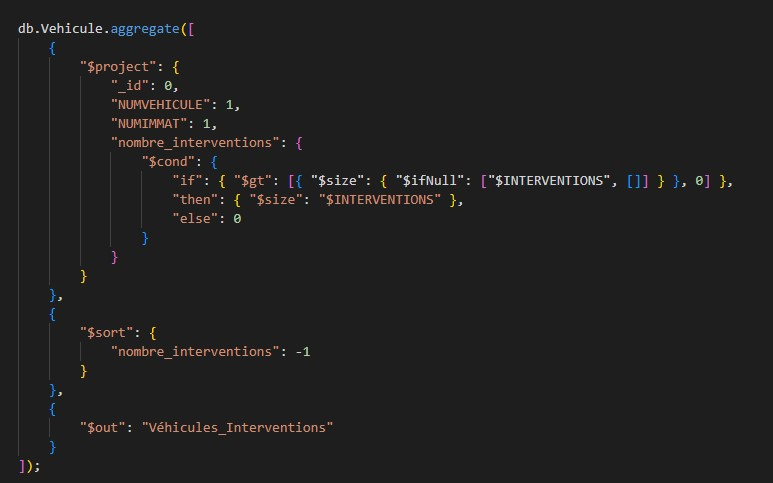 db.Vehicule.aggregate([
    {
        "$project": {
            "_id": 0,
            "NUMVEHICULE": 1,
            "NUMIMMAT": 1,
            "nombre_interventions": {
                "$cond": {
                    "if": { "$gt": [{ "$size": { "$ifNull": ["$INTERVENTIONS", []] } }, 0] },
                    "then": { "$size": "$INTERVENTIONS" },
                    "else": 0
                }
            }
        }
    },
    {
        "$sort": {
            "nombre_interventions": -1
        }
    },
    {
        "$out": "Véhicules_Interventions"
    }
]);